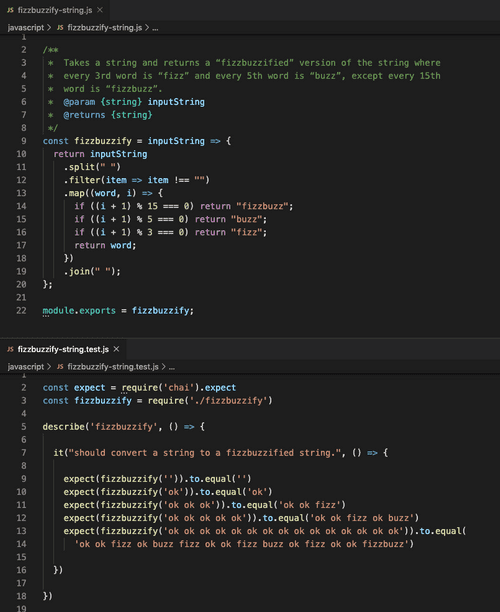 JS fizzbuzzify-string.js ×
javascript > JS fizzbuzzify-string.js > ...
1
2 /**
3 * Takes a string and returns a “fizzbuzzified” version of the string where
4 * every 3rd word is “fizz” and every 5th word is “buzz”, except every 15th
5 * word is “fizzbuzz”.
6 * @param {string} inputString
7 * @returns {string}
8 */
9 const fizzbuzzify = inputString => {
10 return inputString
11 .split(" ")
12 .filter(item => item !== "")
13 .map((word, i) => {
14 if ((i + 1) % 15 === 0) return "fizzbuzz";
15 if ((i + 1) % 5 === 0) return "buzz";
16 if ((i + 1) % 3 === 0) return "fizz";
17 return word;
18 })
19 .join(" ");
20 };
21
22 module.exports = fizzbuzzify;
JS fizzbuzzify-string.test.js ×
javascript > JS fizzbuzzify-string.test.js > ...
1
2 const expect = require('chai').expect
3 const fizzbuzzify = require('./fizzbuzzify')
4
5 describe('fizzbuzzify', () => {
6
7 it("should convert a string to a fizzbuzzified string.", () => {
8
9 expect(fizzbuzzify('')).to.equal('')
10 expect(fizzbuzzify('ok')).to.equal('ok')
11 expect(fizzbuzzify('ok ok ok')).to.equal('ok ok fizz')
12 expect(fizzbuzzify('ok ok ok ok ok')).to.equal('ok ok fizz ok buzz')
13 expect(fizzbuzzify('ok ok ok ok ok ok ok ok ok ok ok ok ok ok ok')).to.equal(
14 'ok ok fizz ok buzz fizz ok ok fizz buzz ok fizz ok ok fizzbuzz')
15
16 })
17
18 })
19